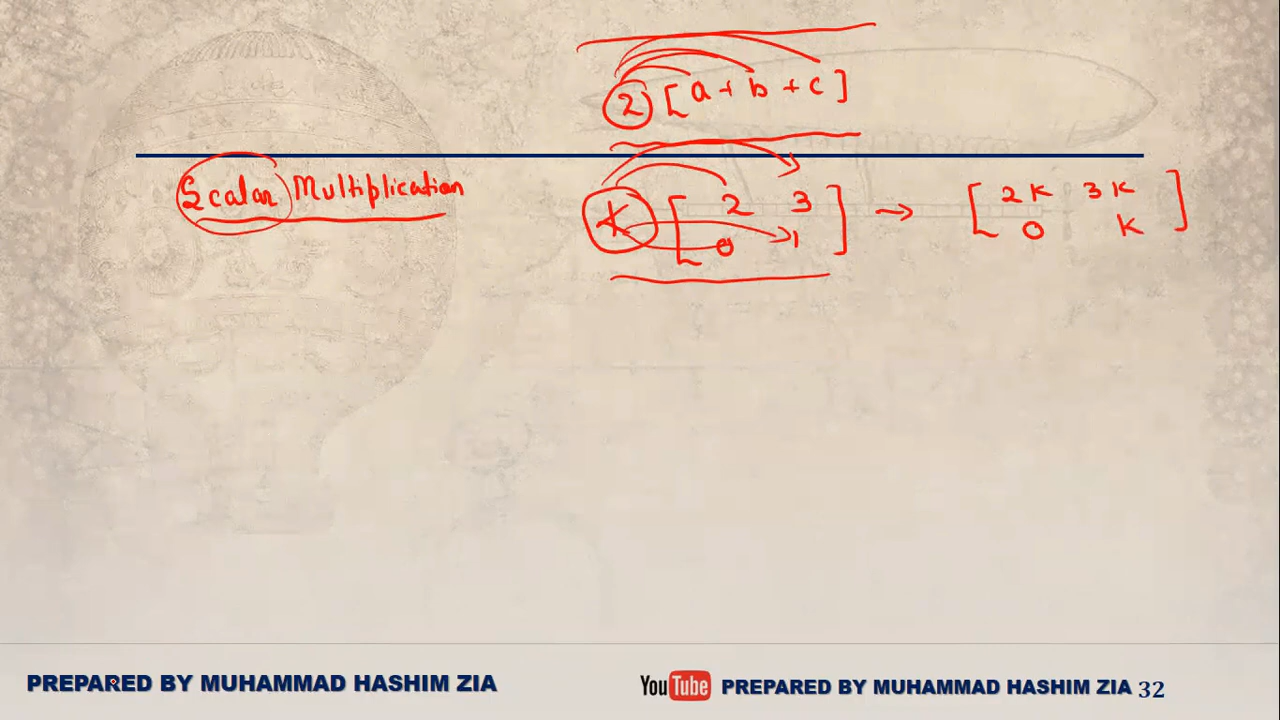 2 [a + b + c]
Scalar Multiplication
K [ 2 3 ] → [ 2K 3K ]
0 1 0 K
PREPARED BY MUHAMMAD HASHIM ZIA
YouTube PREPARED BY MUHAMMAD HASHIM ZIA 32